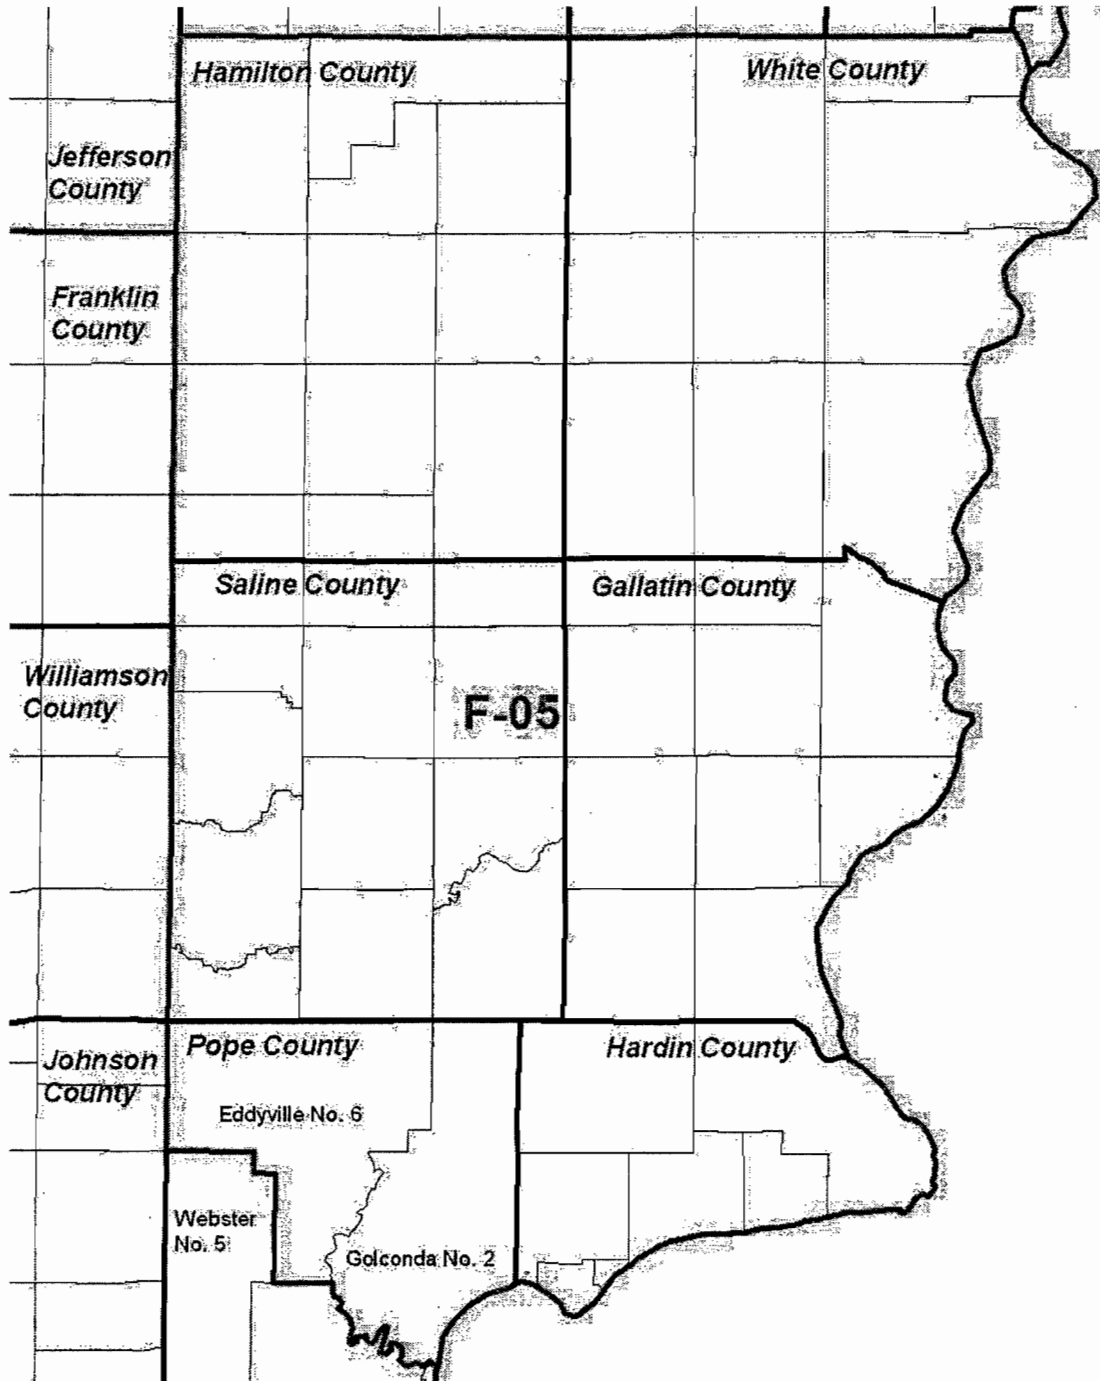 Hamilton County
White County
Jefferson
County
Franklin
County
Saline County
Gallatin County
Williamson
County
F-05
Pope County
Hardin County
Johnson
County
Eddyville No. 6
Webster
No. 5
Golconda No. 2